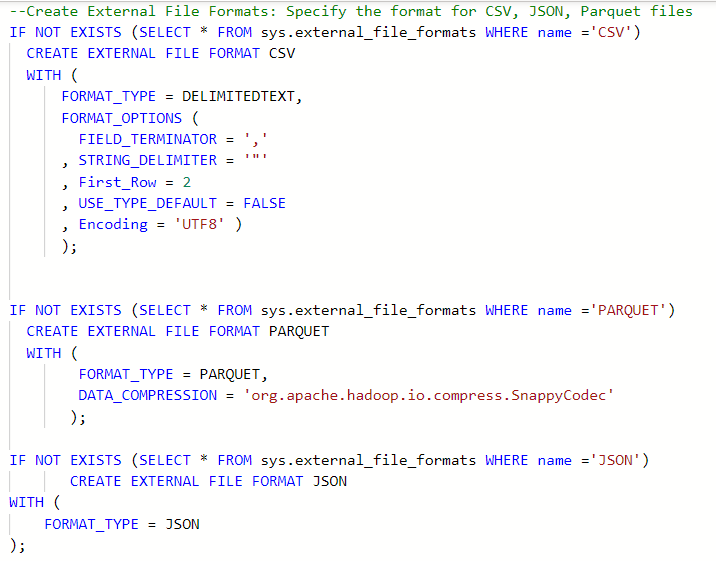 --Create External File Formats: Specify the format for CSV, JSON, Parquet files
IF NOT EXISTS (SELECT * FROM sys.external_file_formats WHERE name ='CSV')
CREATE EXTERNAL FILE FORMAT CSV
WITH (
FORMAT_TYPE = DELIMITEDTEXT,
FORMAT_OPTIONS (
FIELD_TERMINATOR = ','
, STRING_DELIMITER = '"'
, First_Row = 2
, USE_TYPE_DEFAULT = FALSE
, Encoding = 'UTF8' )
);
IF NOT EXISTS (SELECT * FROM sys.external_file_formats WHERE name ='PARQUET')
CREATE EXTERNAL FILE FORMAT PARQUET
WITH (
FORMAT_TYPE = PARQUET,
DATA_COMPRESSION = 'org.apache.hadoop.io.compress.SnappyCodec'
);
IF NOT EXISTS (SELECT * FROM sys.external_file_formats WHERE name ='JSON')
CREATE EXTERNAL FILE FORMAT JSON
WITH (
FORMAT_TYPE = JSON
);